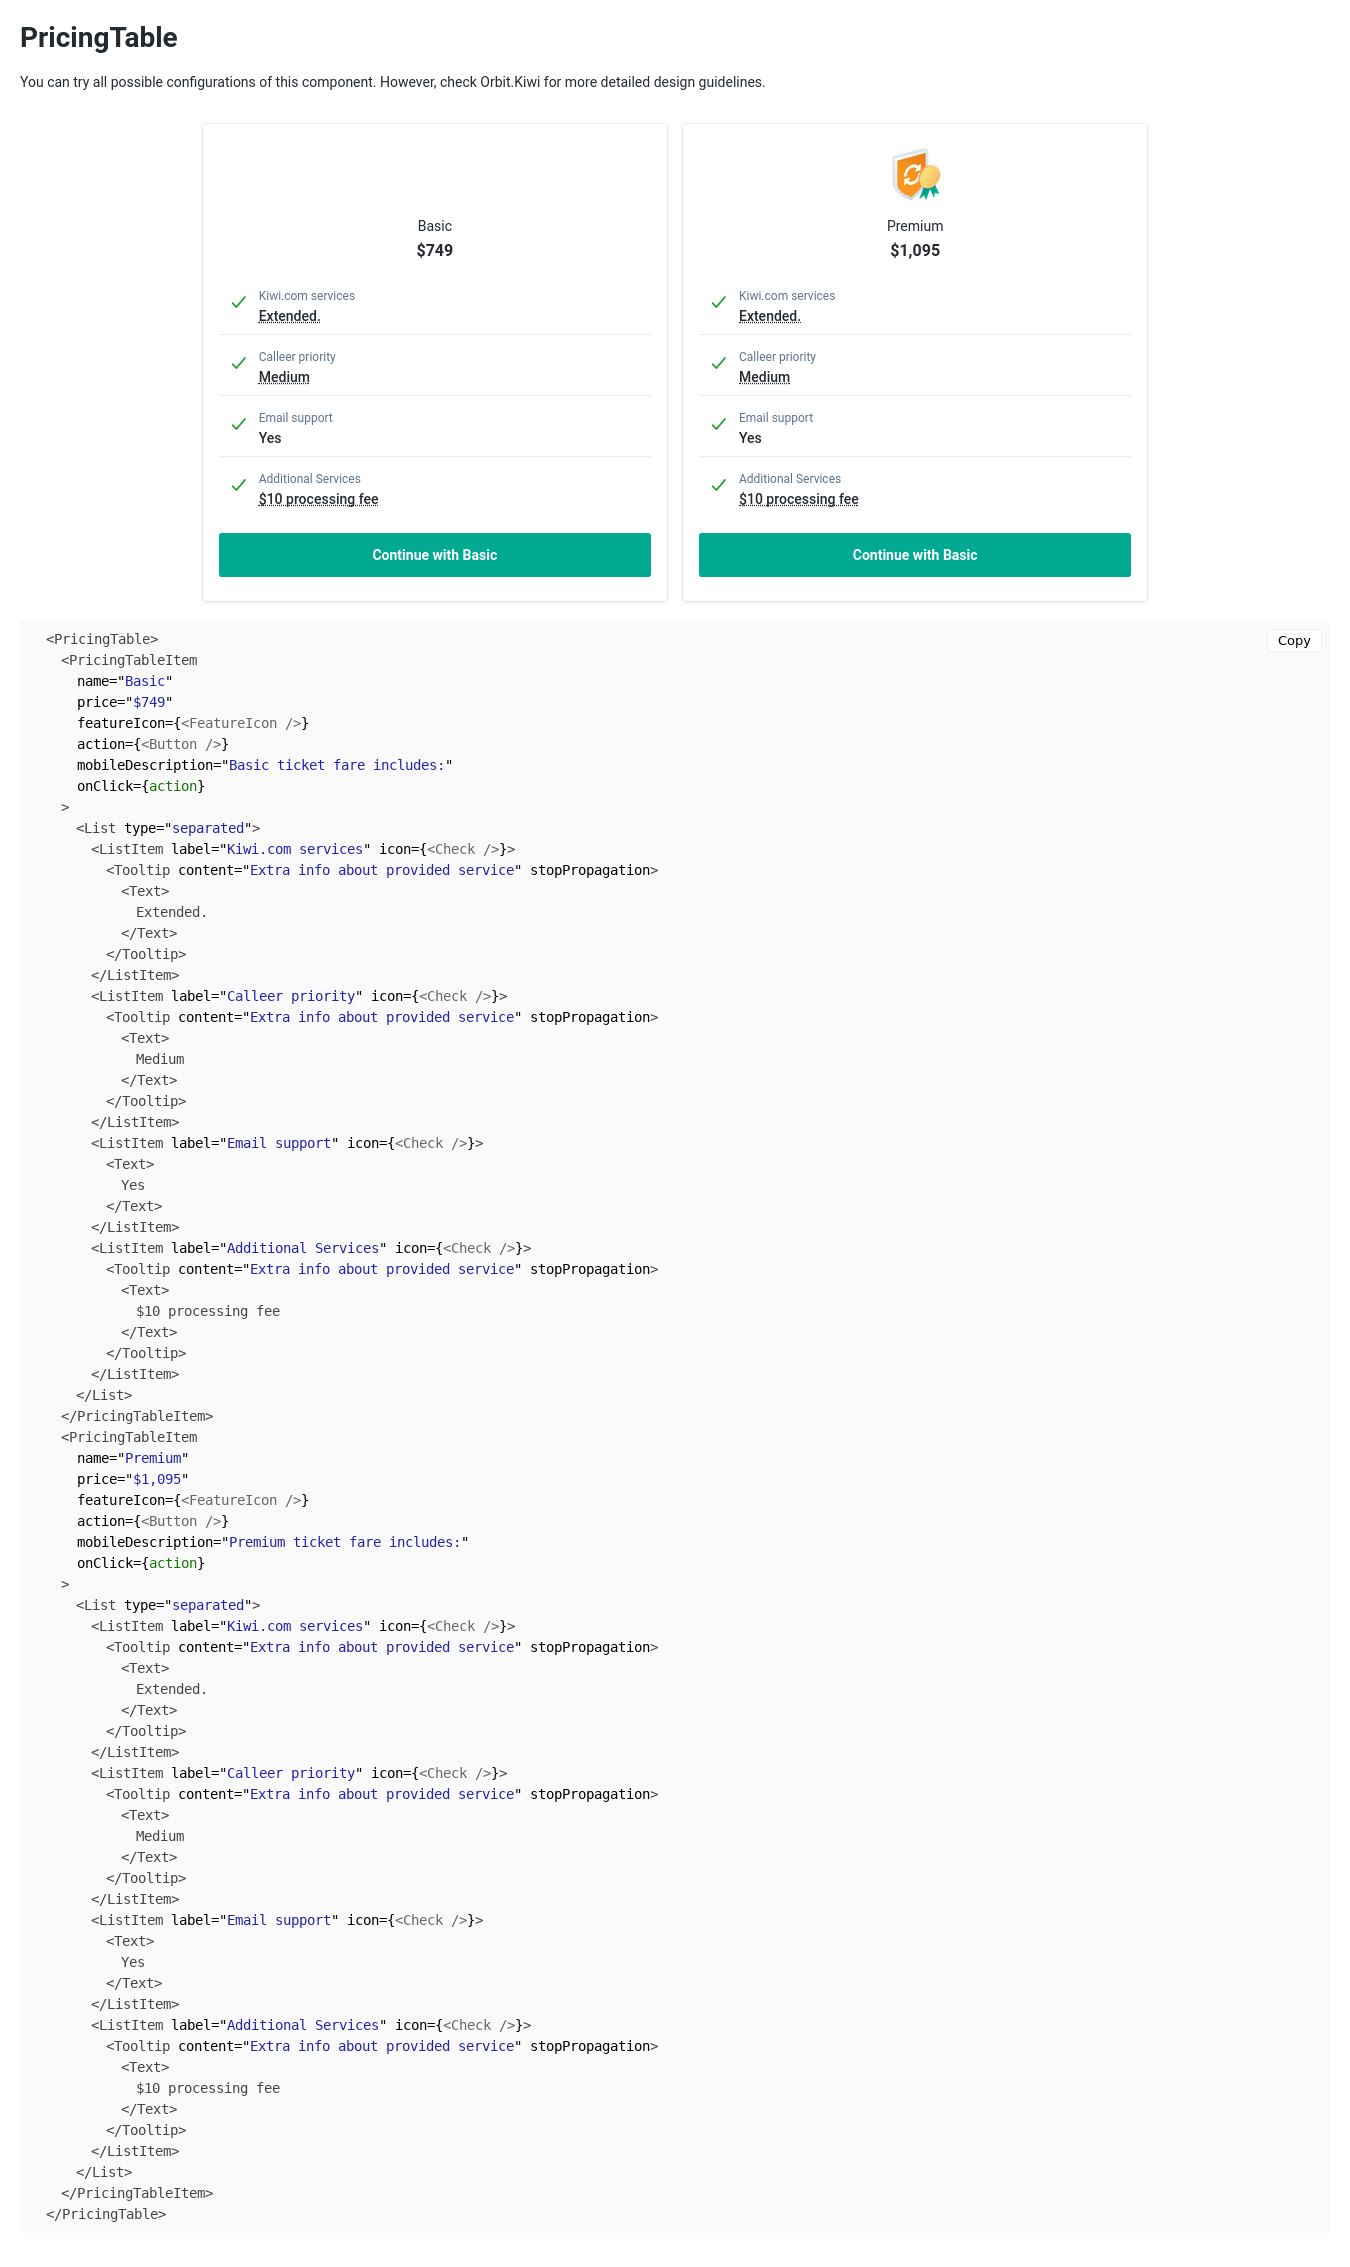 PricingTable
You can try all possible configurations of this component. However, check Orbit.Kiwi for more detailed design guidelines.
Basic
$749
Kiwi.com services
Extended.
Calleer priority
Medium
Email support
Yes
Additional Services
$10 processing fee
Continue with Basic
Premium
$1,095
Kiwi.com services
Extended.
Calleer priority
Medium
Email support
Yes
Additional Services
$10 processing fee
Continue with Basic
Copy
<PricingTable>
<PricingTableItem
name="Basic"
price="$749"
featureIcon={<FeatureIcon />}
action={<Button />}
mobileDescription="Basic ticket fare includes:"
onClick={action}
>
<List type="separated">
<ListItem label="Kiwi.com services" icon={<Check />}>
<Tooltip content="Extra info about provided service" stopPropagation>
<Text>
Extended.
</Text>
</Tooltip>
</ListItem>
<ListItem label="Calleer priority" icon={<Check />}>
<Tooltip content="Extra info about provided service" stopPropagation>
<Text>
Medium
</Text>
</Tooltip>
</ListItem>
<ListItem label="Email support" icon={<Check />}>
<Text>
Yes
</Text>
</ListItem>
<ListItem label="Additional Services" icon={<Check />}>
<Tooltip content="Extra info about provided service" stopPropagation>
<Text>
$10 processing fee
</Text>
</Tooltip>
</ListItem>
</List>
</PricingTableItem>
<PricingTableItem
name="Premium"
price="$1,095"
featureIcon={<FeatureIcon />}
action={<Button />}
mobileDescription="Premium ticket fare includes:"
onClick={action}
>
<List type="separated">
<ListItem label="Kiwi.com services" icon={<Check />}>
<Tooltip content="Extra info about provided service" stopPropagation>
<Text>
Extended.
</Text>
</Tooltip>
</ListItem>
<ListItem label="Calleer priority" icon={<Check />}>
<Tooltip content="Extra info about provided service" stopPropagation>
<Text>
Medium
</Text>
</Tooltip>
</ListItem>
<ListItem label="Email support" icon={<Check />}>
<Text>
Yes
</Text>
</ListItem>
<ListItem label="Additional Services" icon={<Check />}>
<Tooltip content="Extra info about provided service" stopPropagation>
<Text>
$10 processing fee
</Text>
</Tooltip>
</ListItem>
</List>
</PricingTableItem>
</PricingTable>